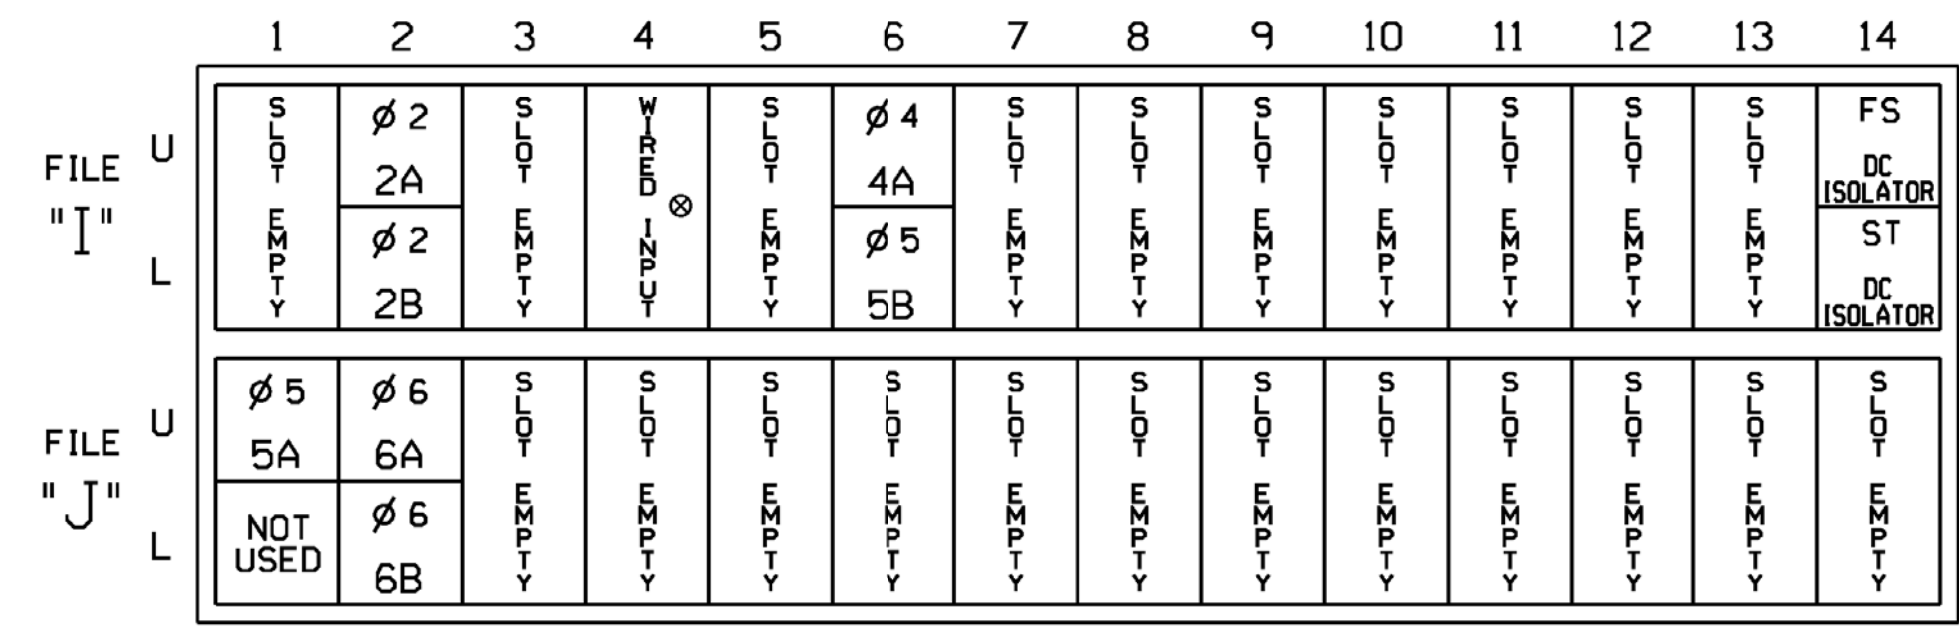 1 2 3 4 5 6 7 8 9 10 11 12 13 14
FILE
"I"
U
L
SLOT EMPTY
ø 2
2A
ø 2
2B
SLOT EMPTY
WIRED INPUT
⊗
SLOT EMPTY
ø 4
4A
ø 5
5B
SLOT EMPTY
SLOT EMPTY
SLOT EMPTY
SLOT EMPTY
SLOT EMPTY
SLOT EMPTY
SLOT EMPTY
FS
DC
ISOLATOR
ST
DC
ISOLATOR
FILE
"J"
U
L
ø 5
5A
NOT
USED
ø 6
6A
ø 6
6B
SLOT EMPTY
SLOT EMPTY
SLOT EMPTY
SLOT EMPTY
SLOT EMPTY
SLOT EMPTY
SLOT EMPTY
SLOT EMPTY
SLOT EMPTY
SLOT EMPTY
SLOT EMPTY
SLOT EMPTY